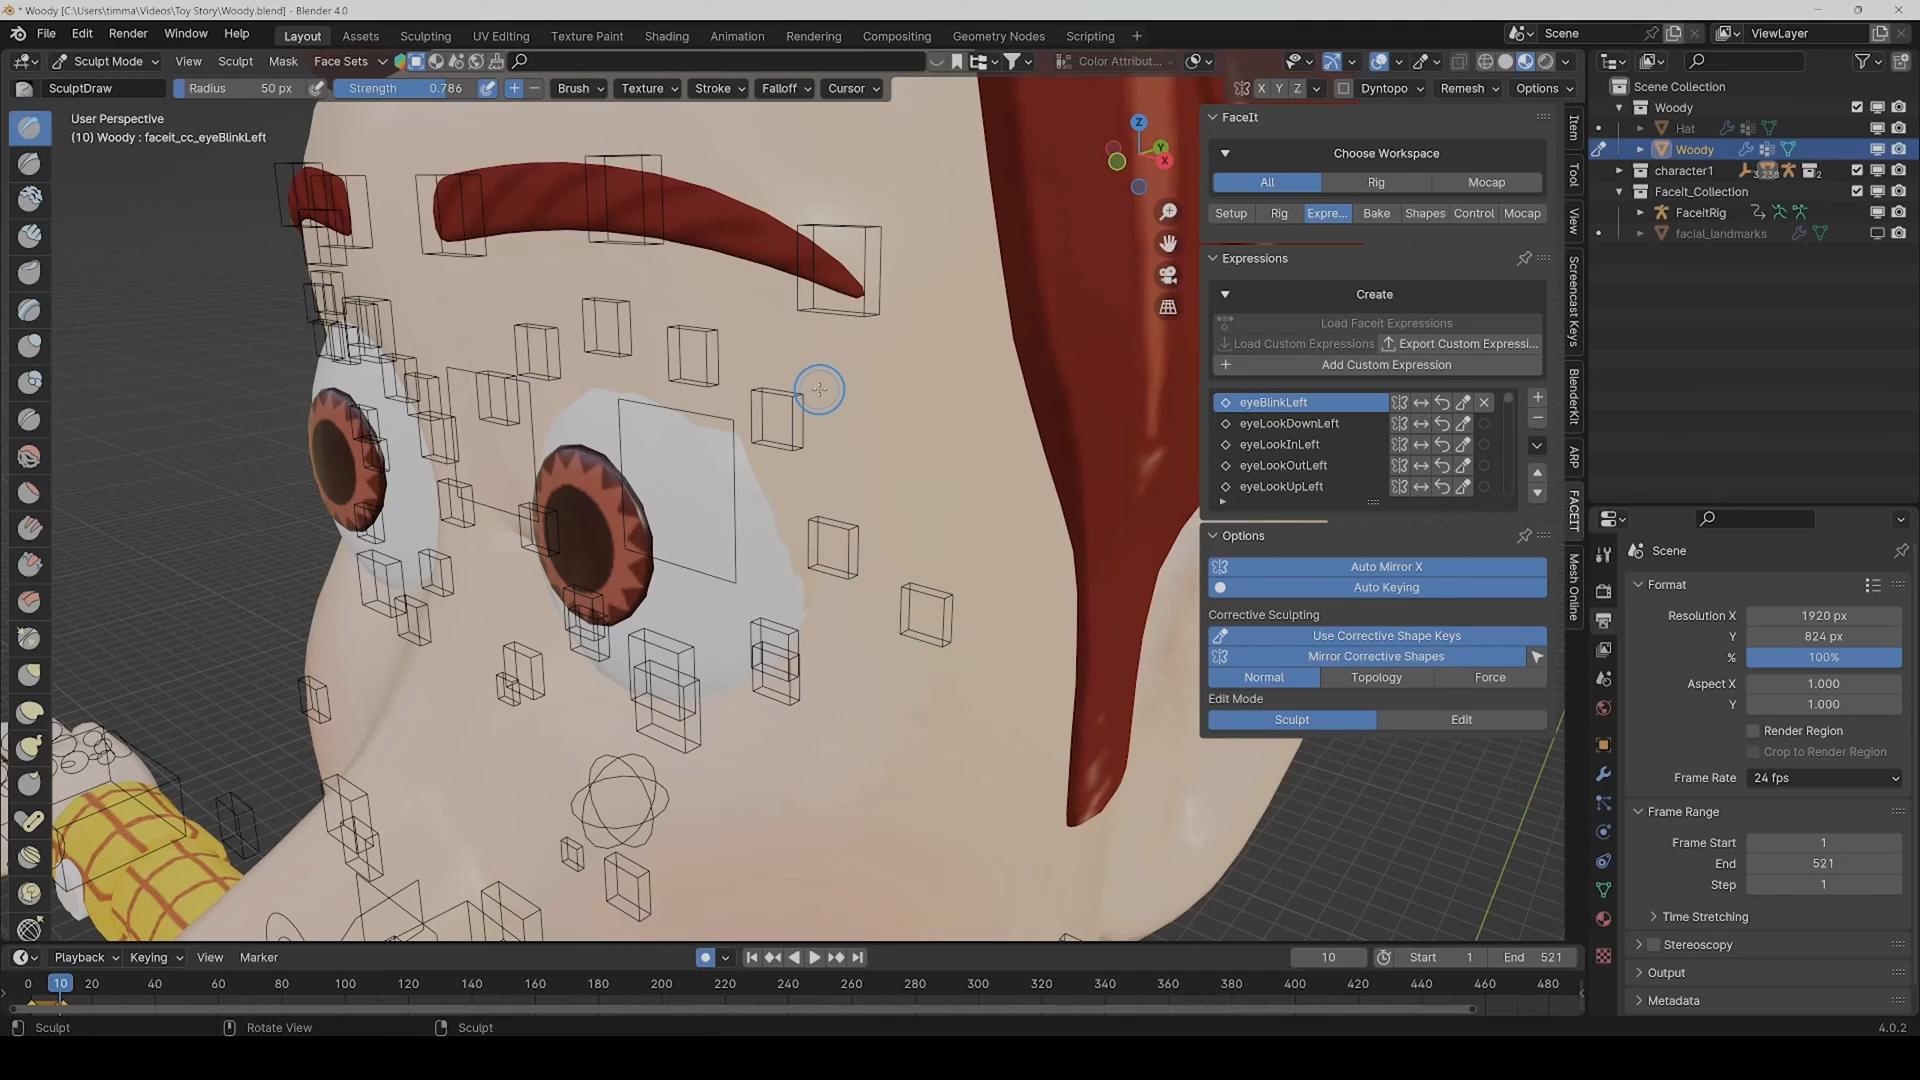 * Woody [C:\Users\timma\Videos\Toy Story\Woody.blend] - Blender 4.0
File Edit Render Window Help Layout Assets Sculpting UV Editing Texture Paint Shading Animation Rendering Compositing Geometry Nodes Scripting + Scene ViewLayer
Sculpt Mode View Sculpt Mask Face Sets Color Attribut...
SculptDraw Radius 50 px Strength 0.786 Brush Texture Stroke Falloff Cursor X Y Z Dyntopo Remesh Options
User Perspective
(10) Woody : faceit_cc_eyeBlinkLeft
Z
Y
X
FaceIt
Choose Workspace
All Rig Mocap
Setup Rig Expre... Bake Shapes Control Mocap
Expressions
Create
Load Faceit Expressions
Load Custom Expressions Export Custom Expressi...
Add Custom Expression
eyeBlinkLeft
eyeLookDownLeft
eyeLookInLeft
eyeLookOutLeft
eyeLookUpLeft
Options
Auto Mirror X
Auto Keying
Corrective Sculpting
Use Corrective Shape Keys
Mirror Corrective Shapes
Normal Topology Force
Edit Mode
Sculpt Edit
Item
Tool
View
Screencast Keys
BlenderKit
ARP
FACEIT
Mesh Online
Scene Collection
Woody
Hat
Woody
character1 3 238 2
Faceit_Collection
FaceitRig
facial_landmarks
Scene
Format
Resolution X 1920 px
Y 824 px
% 100%
Aspect X 1.000
Y 1.000
Render Region
Crop to Render Region
Frame Rate 24 fps
Frame Range
Frame Start 1
End 521
Step 1
Time Stretching
Stereoscopy
Output
Metadata
Playback Keying View Marker 10 Start 1 End 521
0 10 20 40 60 80 100 120 140 160 180 200 220 240 260 280 300 320 340 360 380 400 420 440 460 480
Sculpt Rotate View Sculpt 4.0.2